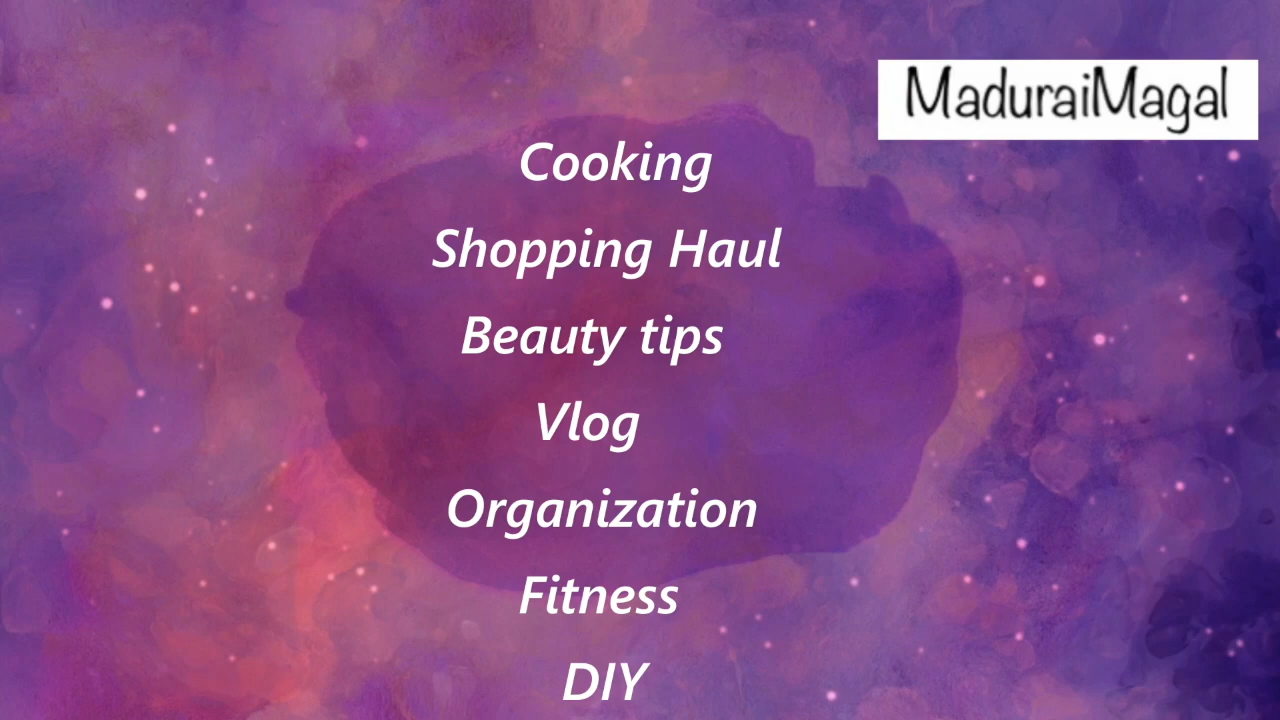 MaduraiMagal
Cooking
Shopping Haul
Beauty tips
Vlog
Organization
Fitness
DIY